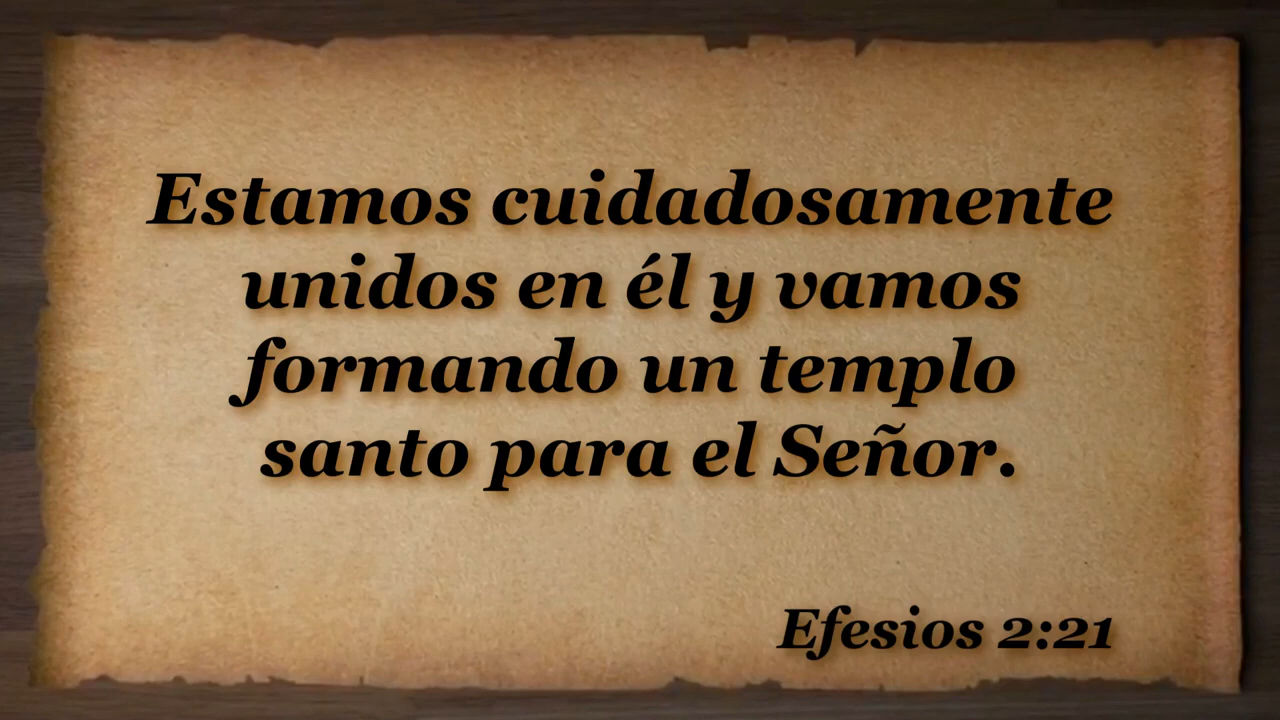 Estamos cuidadosamente
unidos en él y vamos
formando un templo
santo para el Señor.
Efesios 2:21